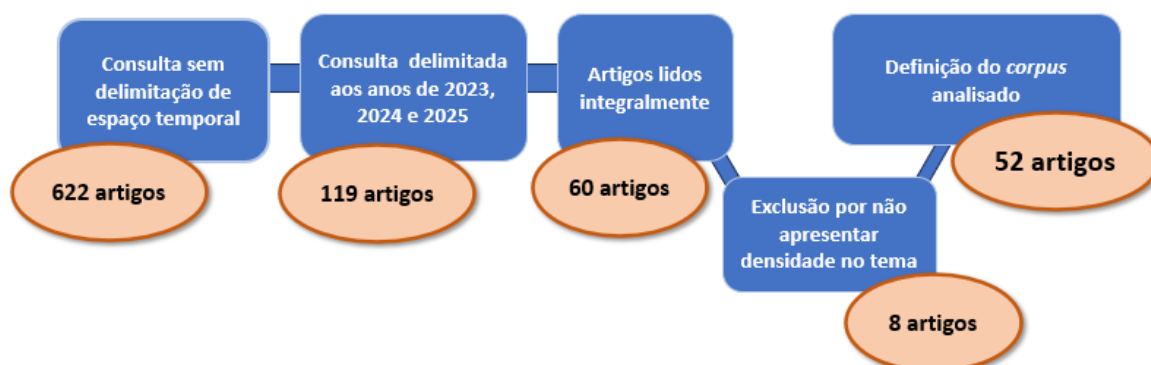 Consulta sem
delimitação de
espaço temporal
622 artigos
Consulta delimitada
aos anos de 2023,
2024 e 2025
119 artigos
Artigos lidos
integralmente
60 artigos
Exclusão por não
apresentar
densidade no tema
8 artigos
Definição do corpus
analisado
52 artigos